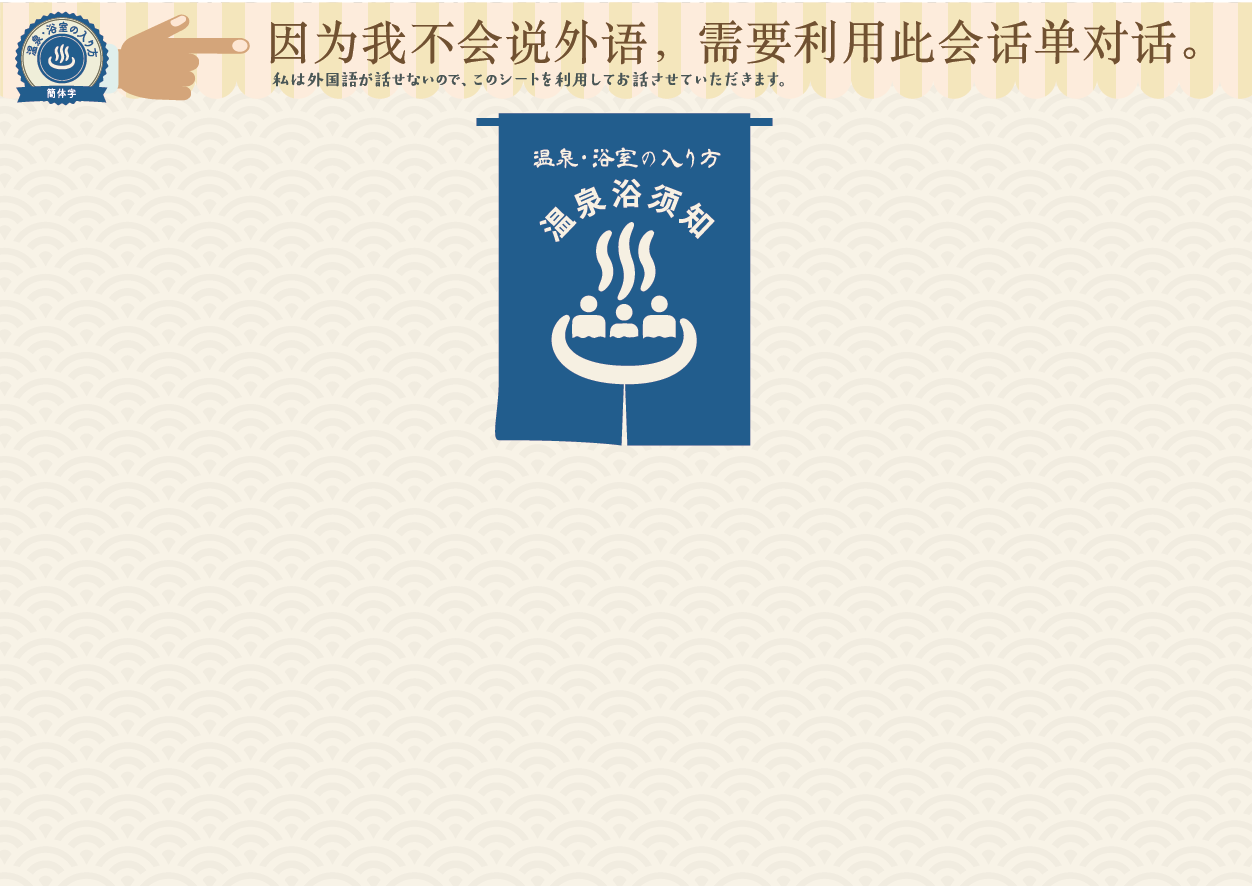 温泉・浴室の入り方
簡体字
因为我不会说外语，需要利用此会话单对话。
私は外国語が話せないので、このシートを利用してお話させていただきます。
温泉・浴室の入り方
温泉浴须知